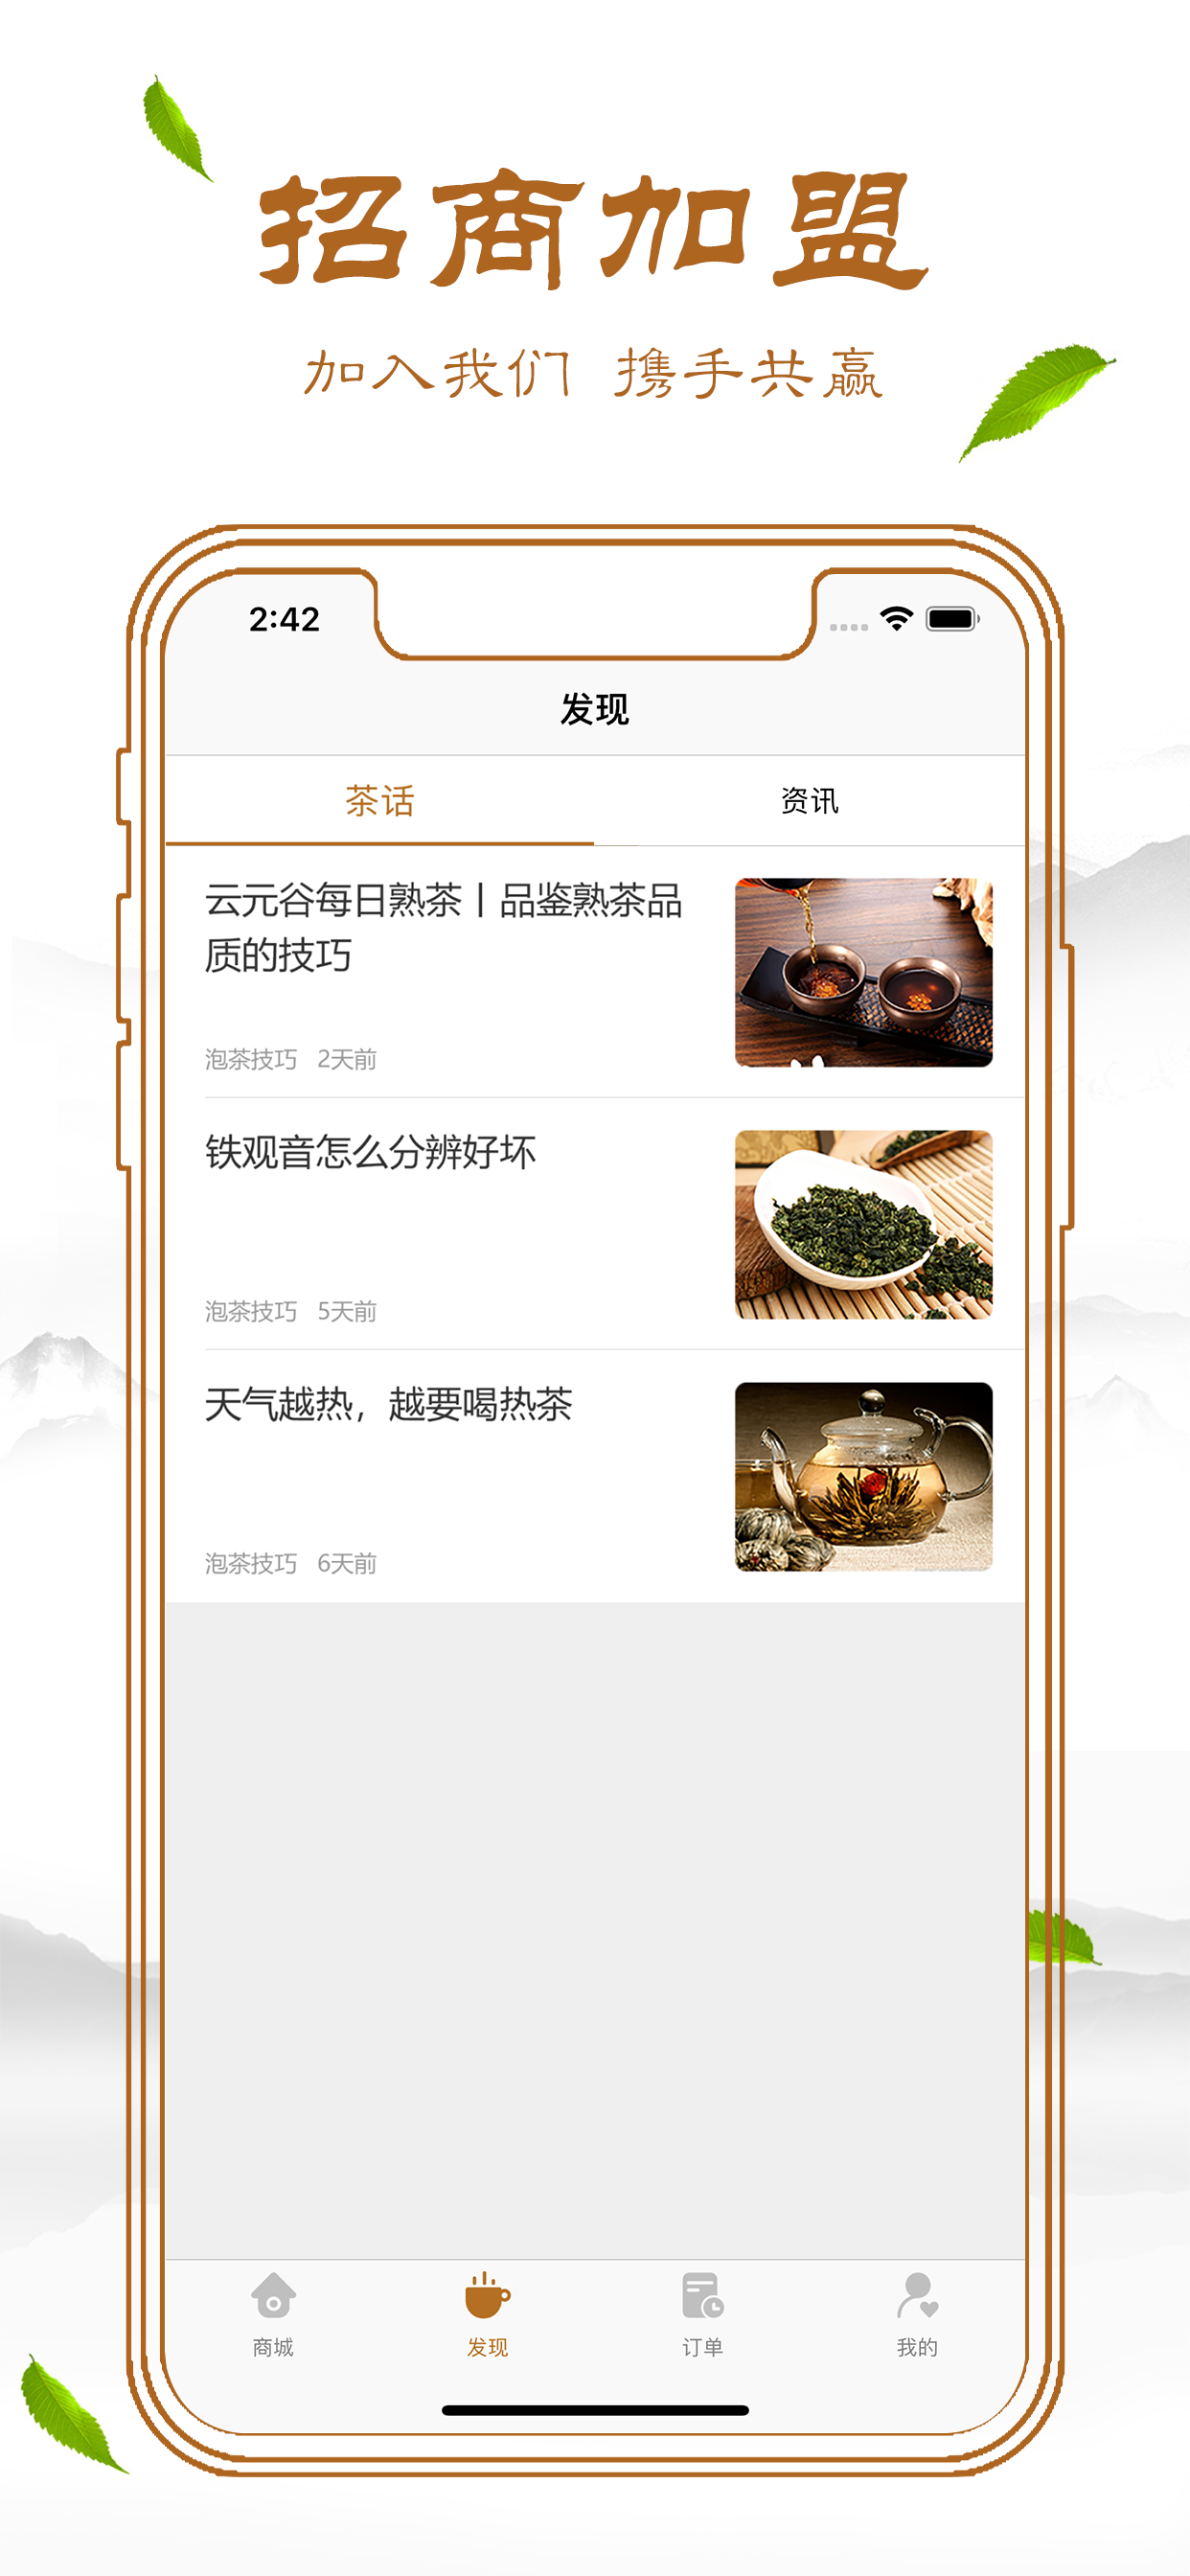 招商加盟
加入我们 携手共赢
2:42
发现
茶话 资讯
云元谷每日熟茶丨品鉴熟茶品
质的技巧
泡茶技巧 2天前
铁观音怎么分辨好坏
泡茶技巧 5天前
天气越热，越要喝热茶
泡茶技巧 6天前
商城 发现 订单 我的